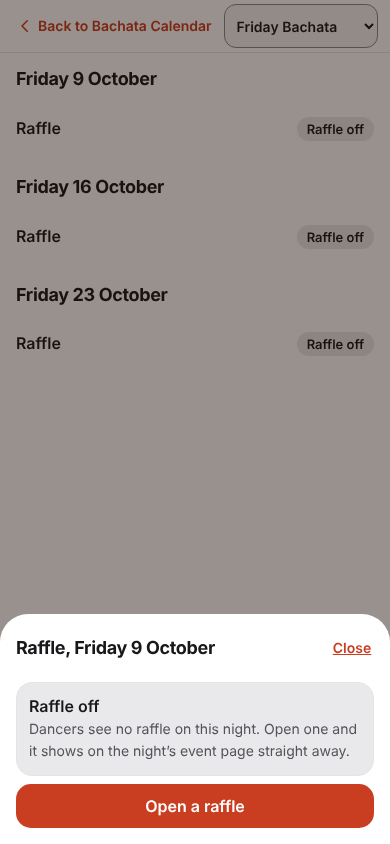 Back to Bachata Calendar
Friday Bachata
Friday 9 October
Raffle
Raffle off
Friday 16 October
Raffle
Raffle off
Friday 23 October
Raffle
Raffle off
Raffle, Friday 9 October
Close
Raffle off
Dancers see no raffle on this night. Open one and
it shows on the night’s event page straight away.
Open a raffle